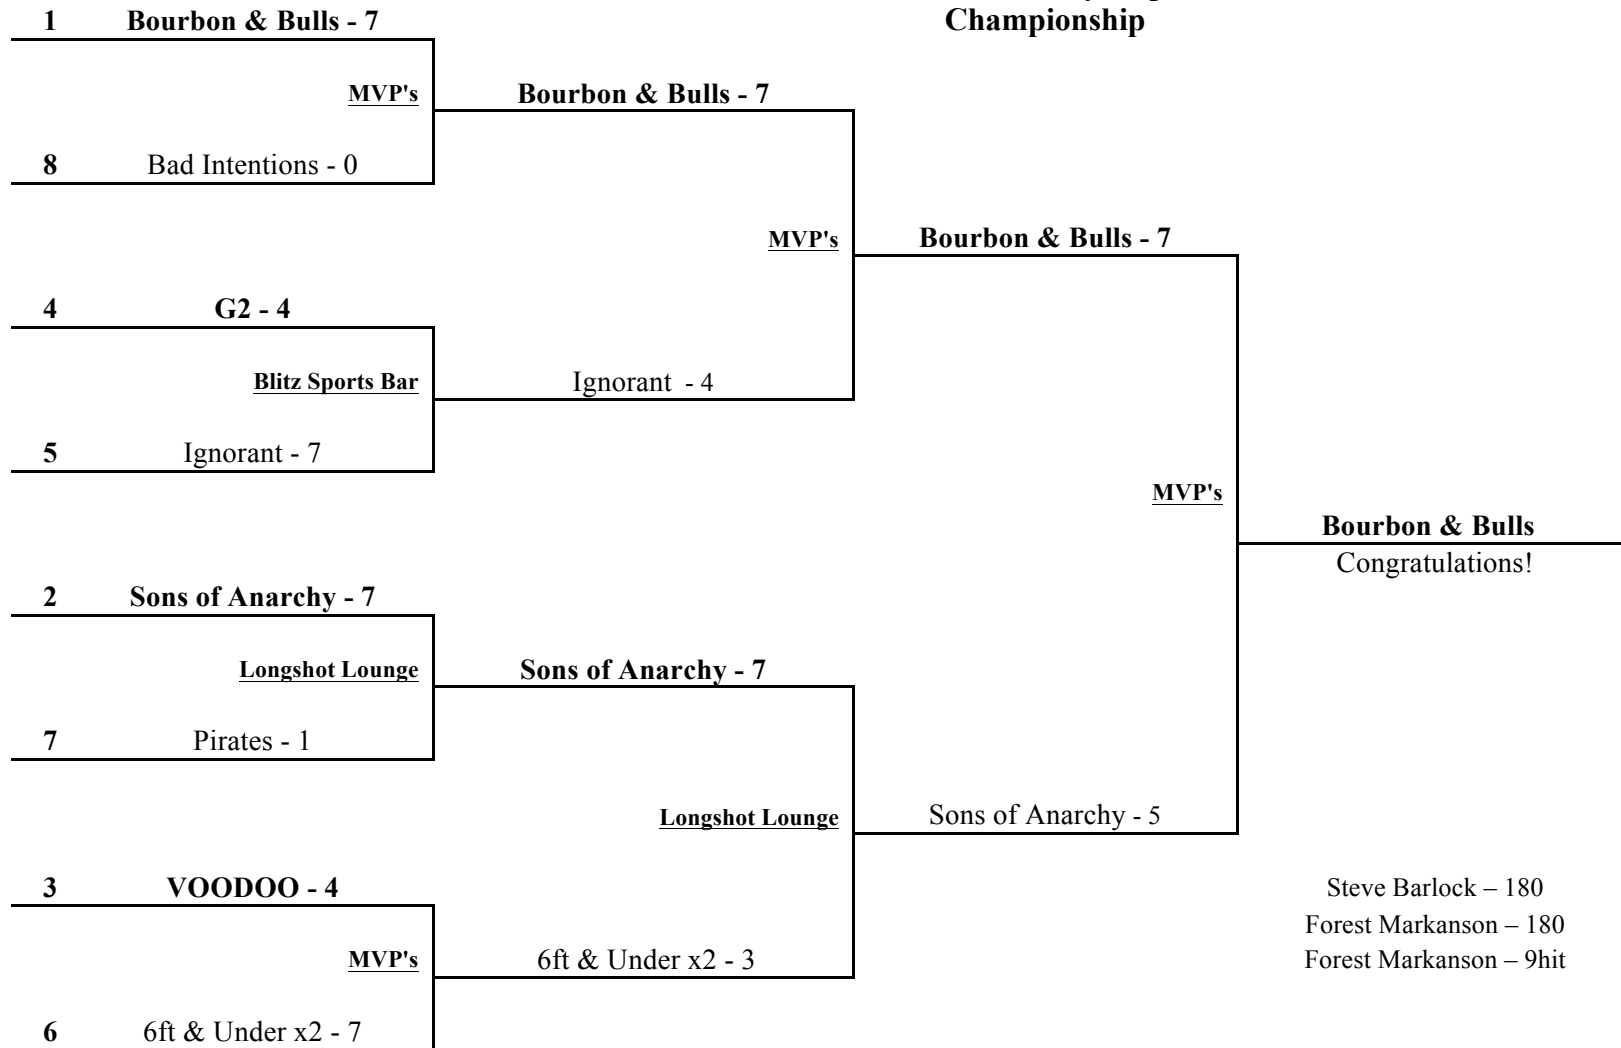 Championship
1 Bourbon & Bulls - 7
MVP's
Bourbon & Bulls - 7
8 Bad Intentions - 0
MVP's
Bourbon & Bulls - 7
4 G2 - 4
Blitz Sports Bar
Ignorant - 4
5 Ignorant - 7
MVP's
Bourbon & Bulls
Congratulations!
2 Sons of Anarchy - 7
Longshot Lounge
Sons of Anarchy - 7
7 Pirates - 1
Longshot Lounge
Sons of Anarchy - 5
3 VOODOO - 4
MVP's
6ft & Under x2 - 3
6 6ft & Under x2 - 7
Steve Barlock – 180
Forest Markanson – 180
Forest Markanson – 9hit